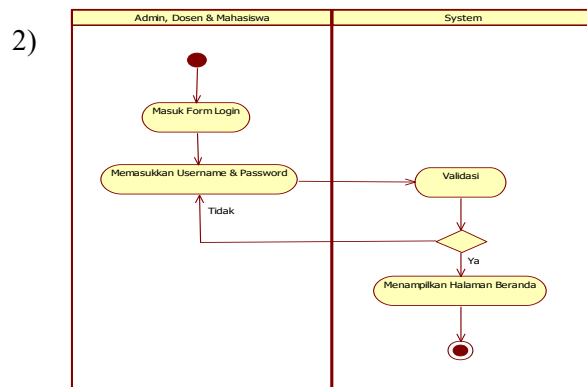 2)
Admin, Dosen & Mahasiswa
System
Masuk Form Login
Memasukkan Username & Password
Validasi
Tidak
Ya
Menampilkan Halaman Beranda